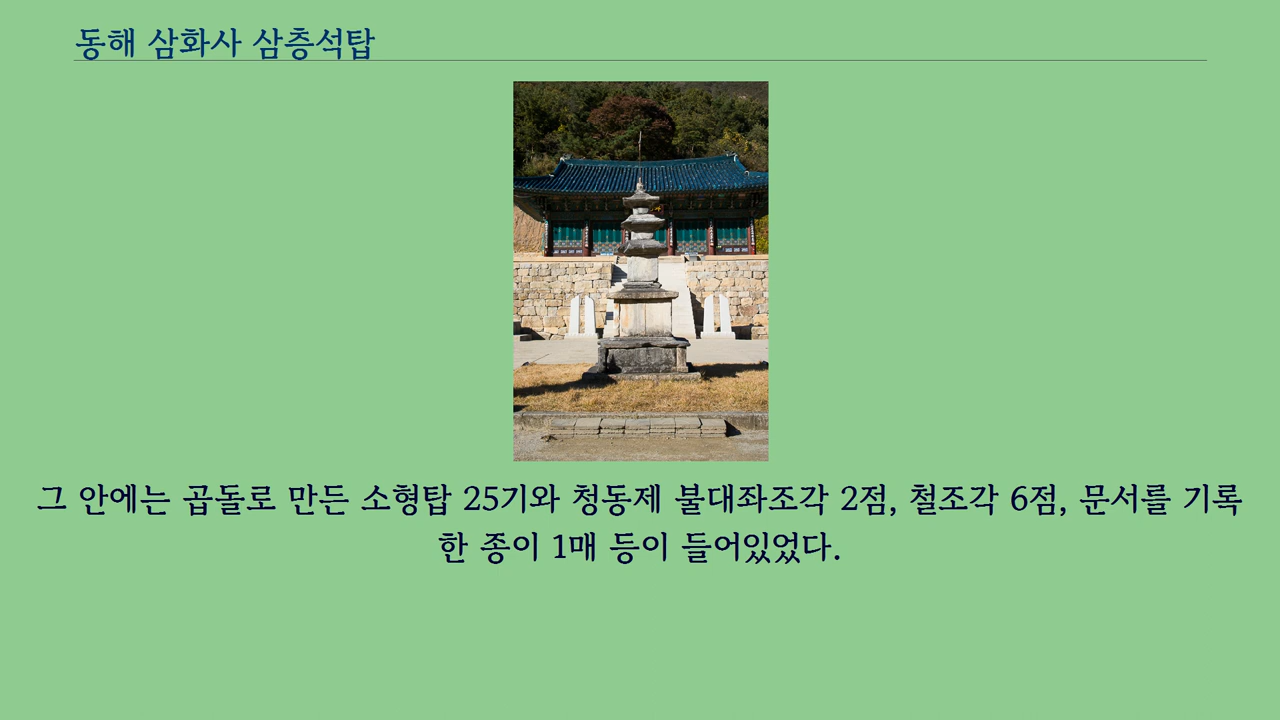 동해 삼화사 삼층석탑
그 안에는 곱돌로 만든 소형탑 25기와 청동제 불대좌조각 2점, 철조각 6점, 문서를 기록
한 종이 1매 등이 들어있었다.